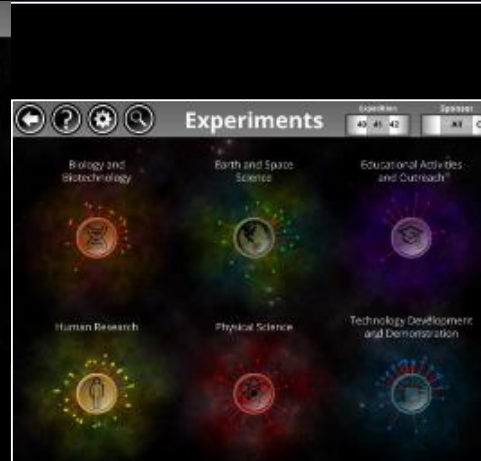 Experiments
Expedition
Sponsor
40 41 42
All
Biology and
Biotechnology
Earth and Space
Science
Educational Activities
and Outreach
Human Research
Physical Science
Technology Development
and Demonstration